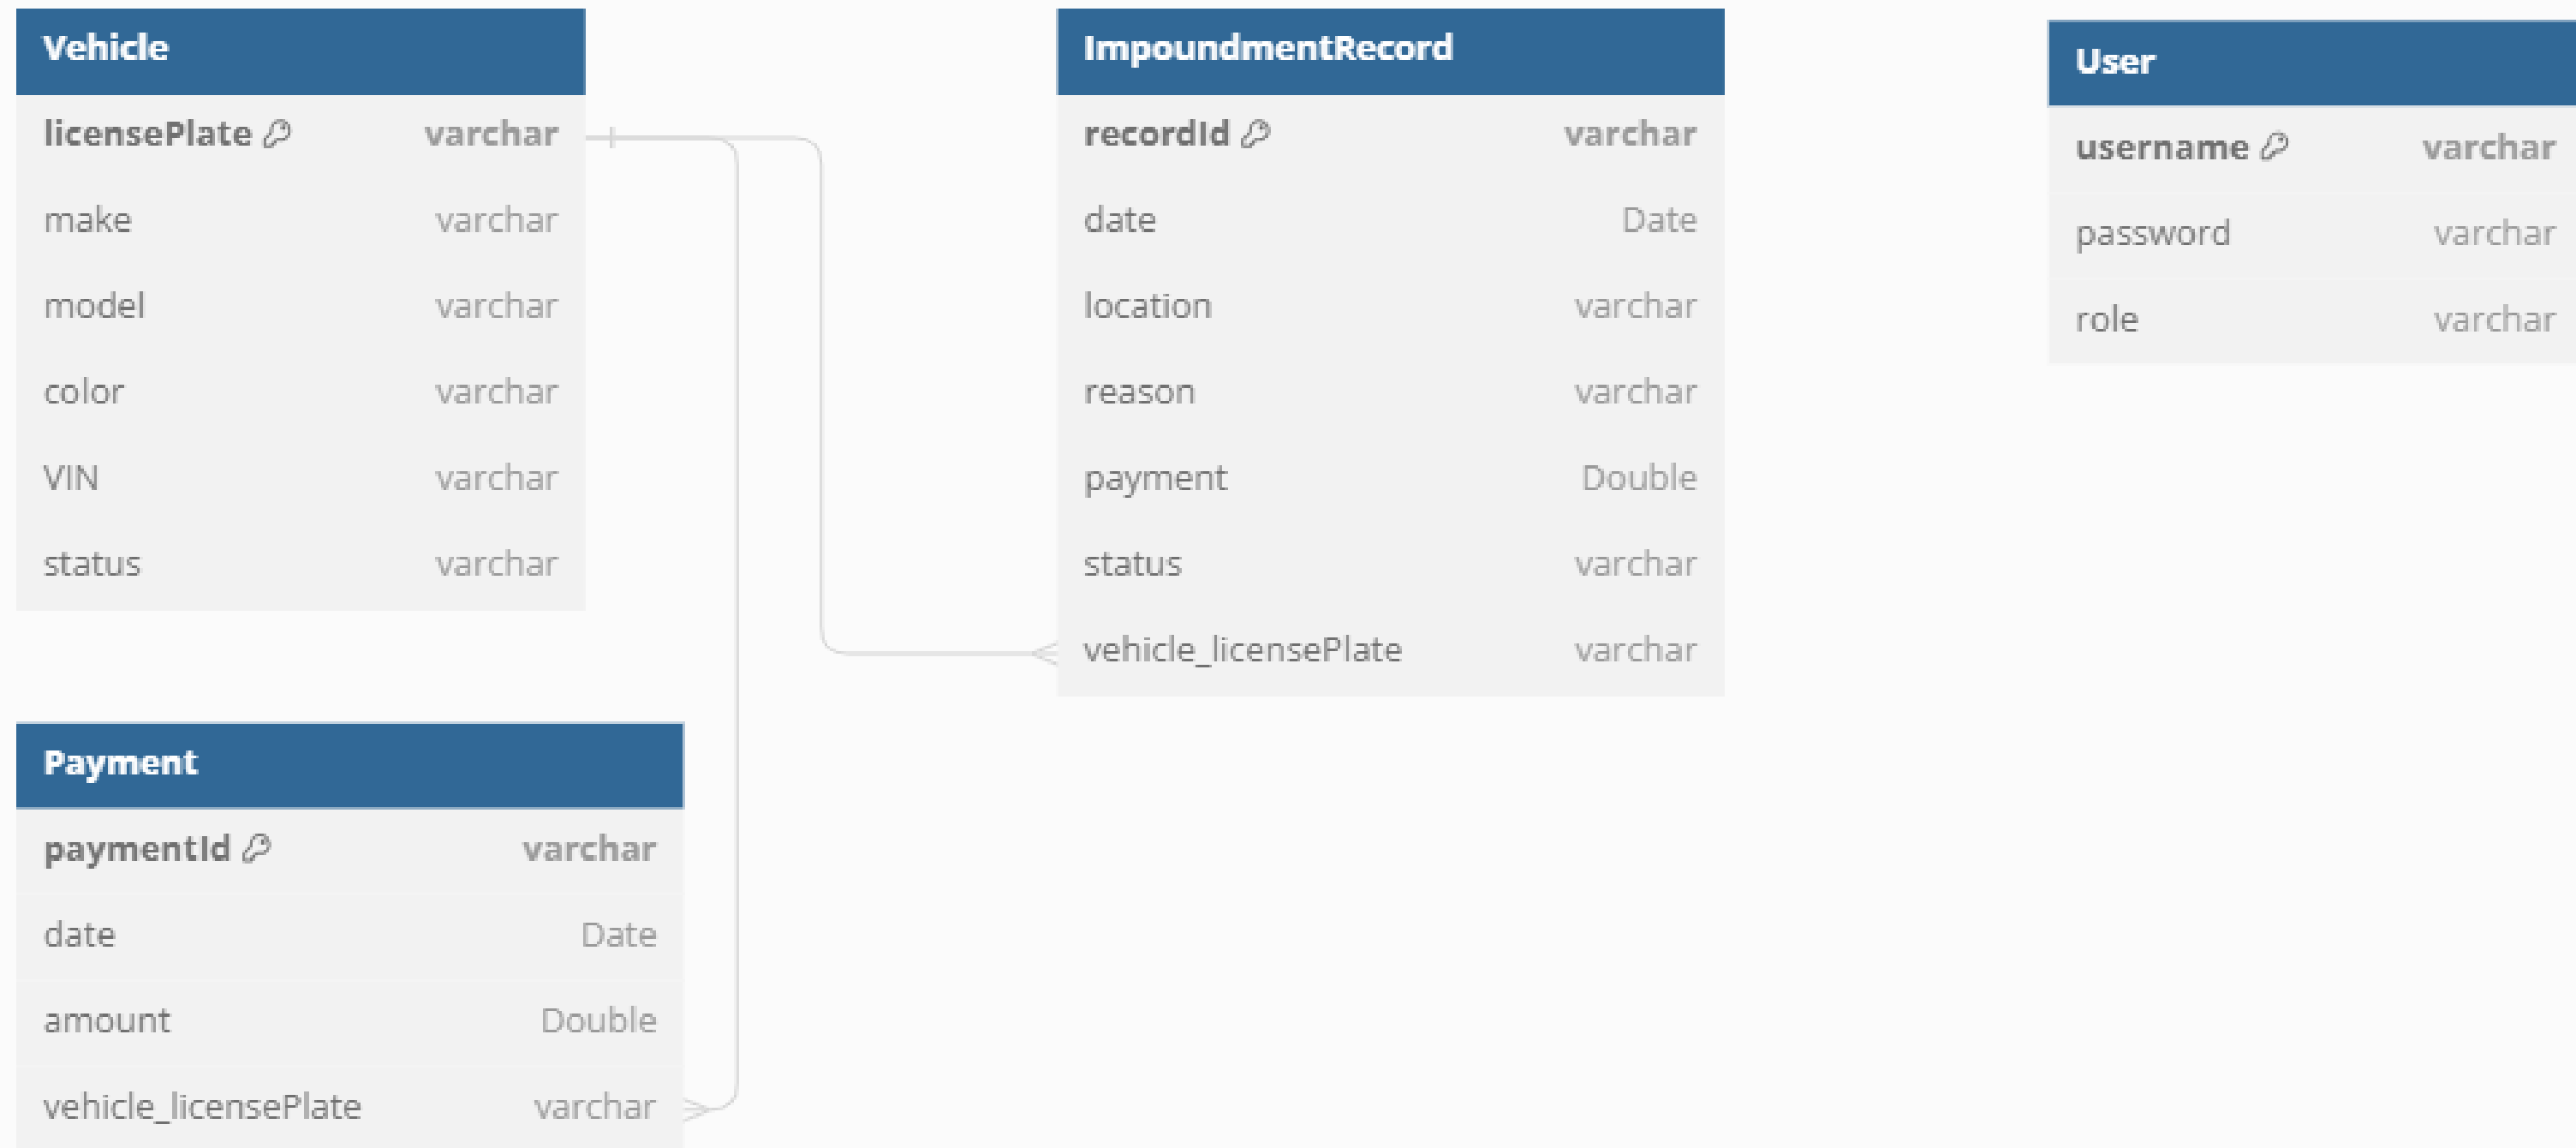 Vehicle
licensePlate varchar
make varchar
model varchar
color varchar
VIN varchar
status varchar
ImpoundmentRecord
recordId varchar
date Date
location varchar
reason varchar
payment Double
status varchar
vehicle_licensePlate varchar
User
username varchar
password varchar
role varchar
Payment
paymentId varchar
date Date
amount Double
vehicle_licensePlate varchar